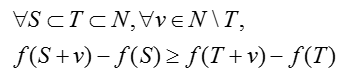 ∀S ⊂ T ⊂ N, ∀v ∈ N \ T,
f(S + v) − f(S) ≥ f(T + v) − f(T)